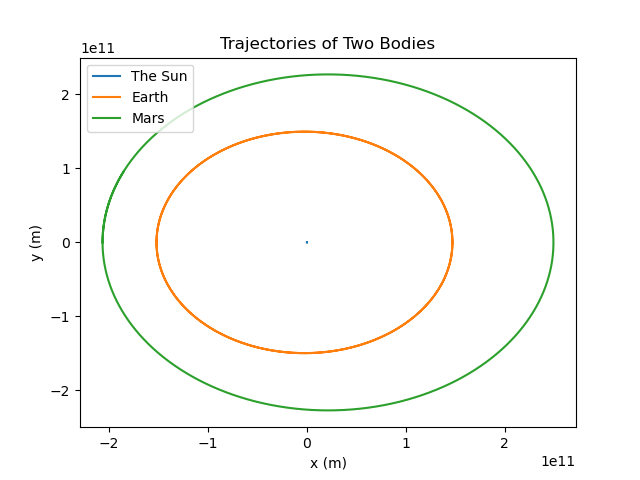 Trajectories of Two Bodies
1e11
The Sun
Earth
Mars
2
1
0
−1
−2
y (m)
−2 −1 0 1 2
x (m)
1e11